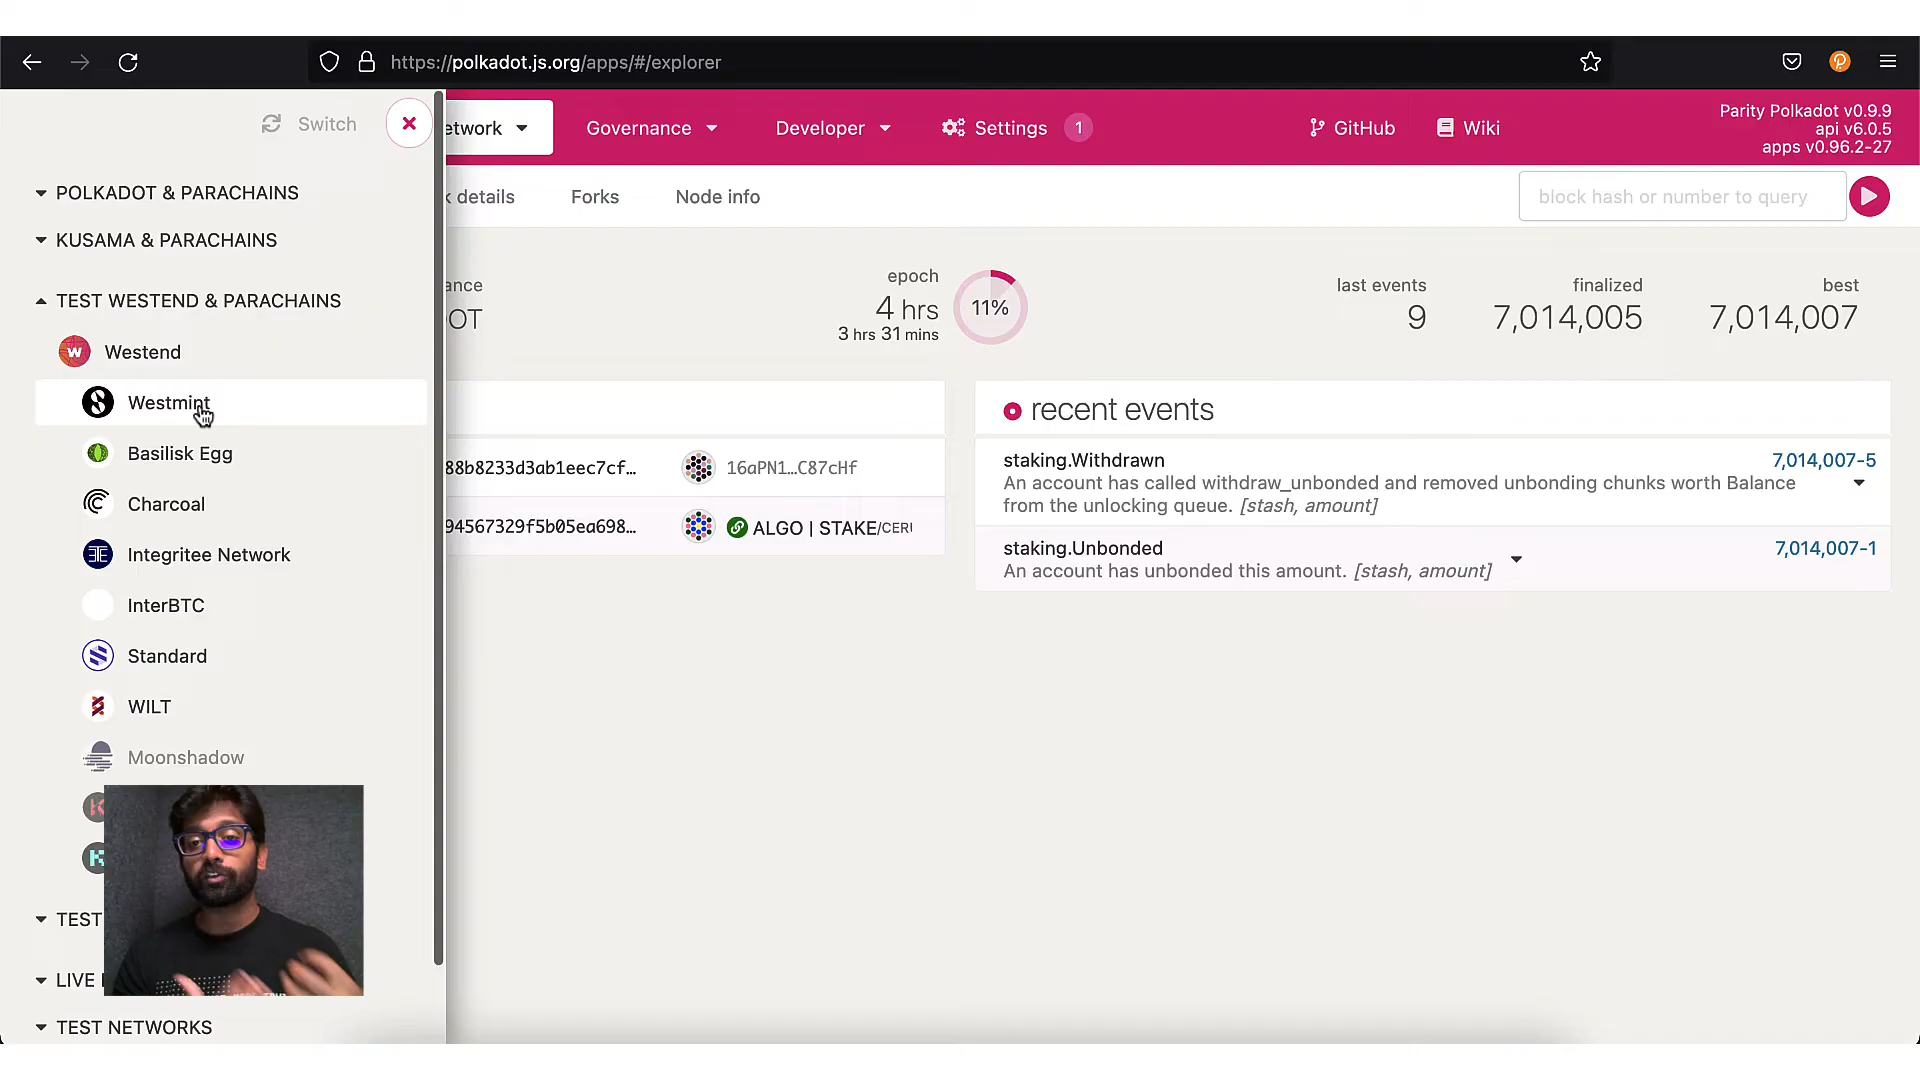 https://polkadot.js.org/apps/#/explorer
Switch
etwork
Governance
Developer
Settings
1
GitHub
Wiki
Parity Polkadot v0.9.9
api v6.0.5
apps v0.96.2-27
POLKADOT & PARACHAINS
KUSAMA & PARACHAINS
TEST WESTEND & PARACHAINS
Westend
Westmint
Basilisk Egg
Charcoal
Integritee Network
InterBTC
Standard
WILT
Moonshadow
TEST
LIVE
TEST NETWORKS
k details
Forks
Node info
block hash or number to query
ance
OT
epoch
4 hrs
3 hrs 31 mins
11%
last events
9
finalized
7,014,005
best
7,014,007
88b8233d3ab1eec7cf...
16aPN1...C87cHf
94567329f5b05ea698...
ALGO | STAKE/CERU
recent events
staking.Withdrawn
7,014,007-5
An account has called withdraw_unbonded and removed unbonding chunks worth Balance
from the unlocking queue. [stash, amount]
staking.Unbonded
7,014,007-1
An account has unbonded this amount. [stash, amount]